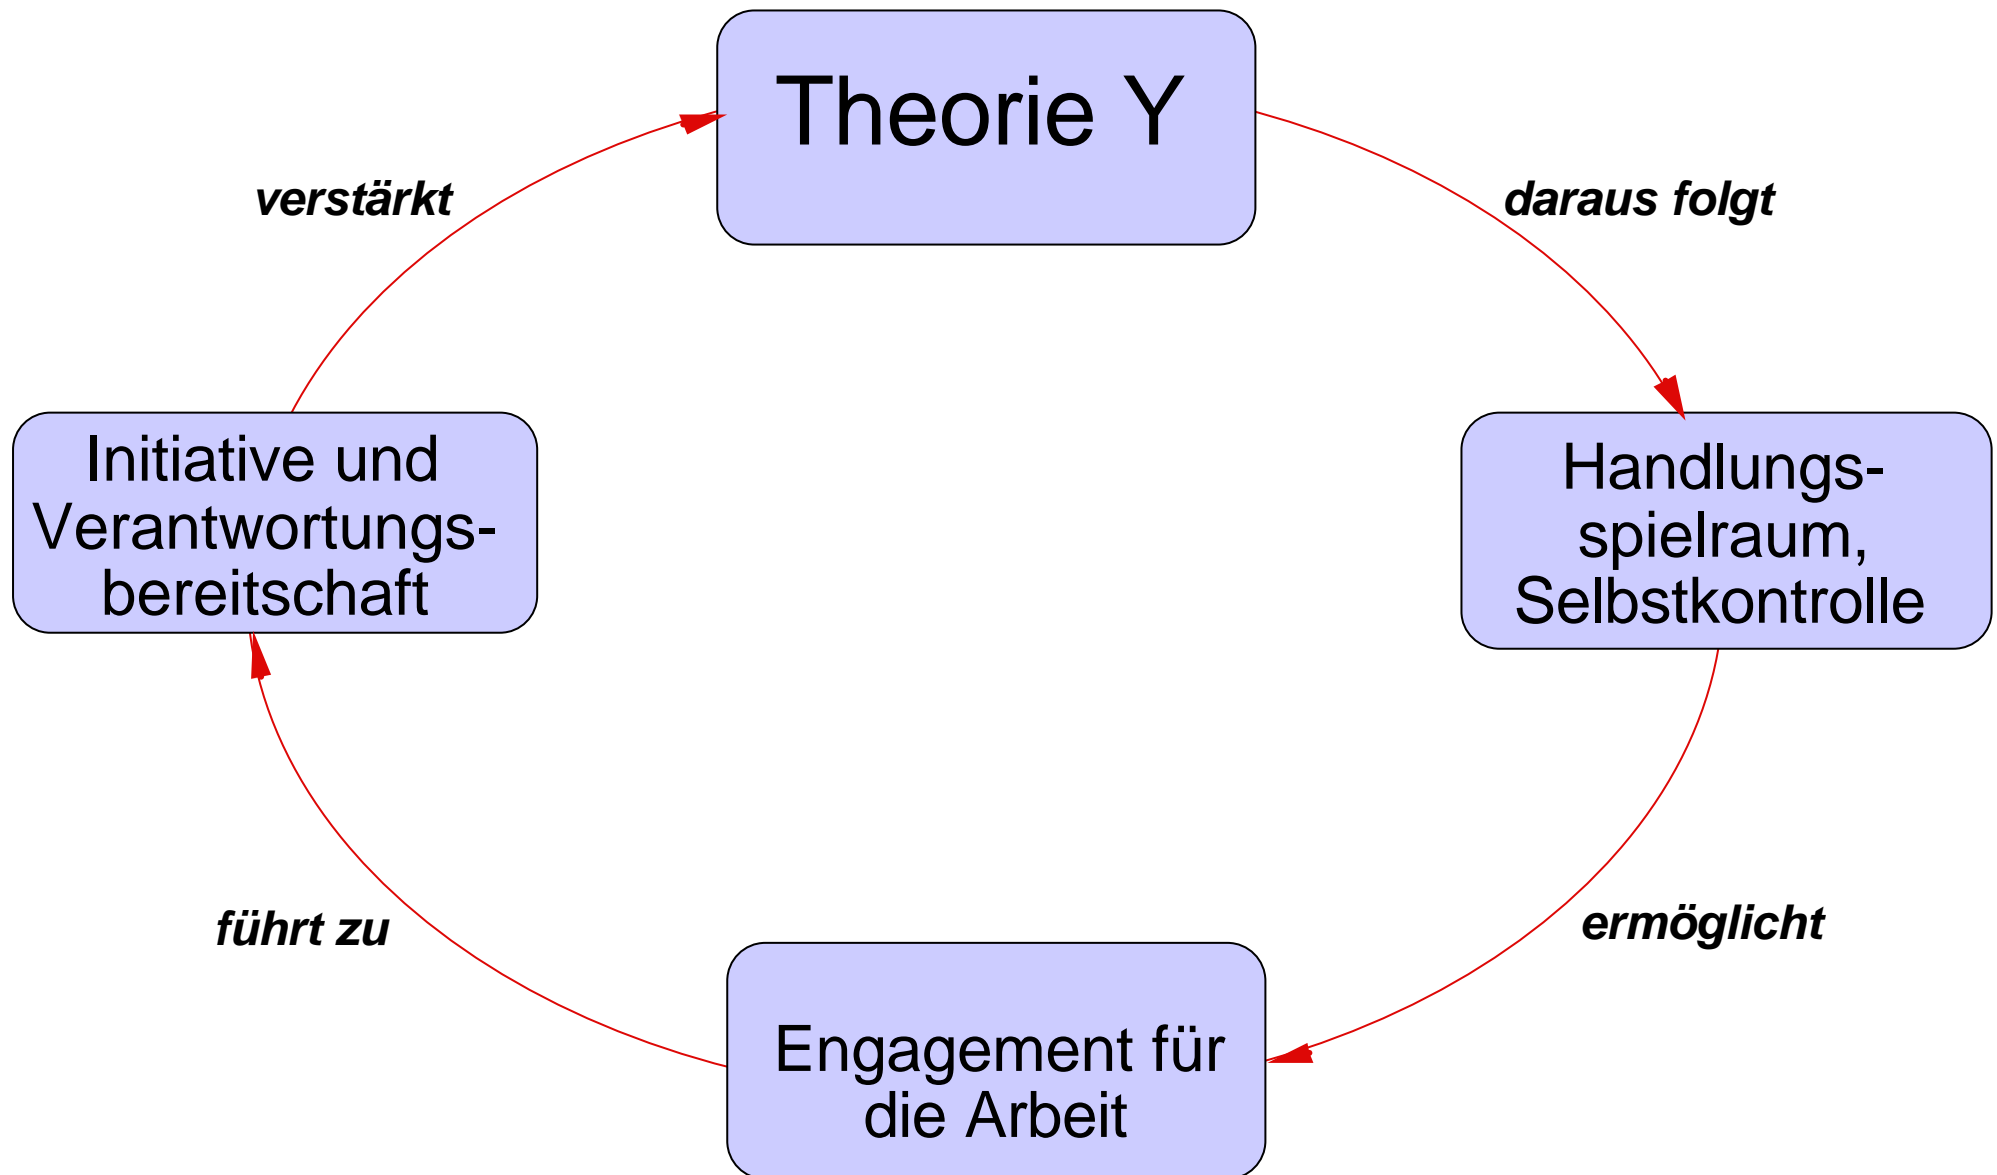 Theorie Y
verstärkt
daraus folgt
Initiative und
Verantwortungs-
bereitschaft
Handlungs-
spielraum,
Selbstkontrolle
führt zu
ermöglicht
Engagement für
die Arbeit